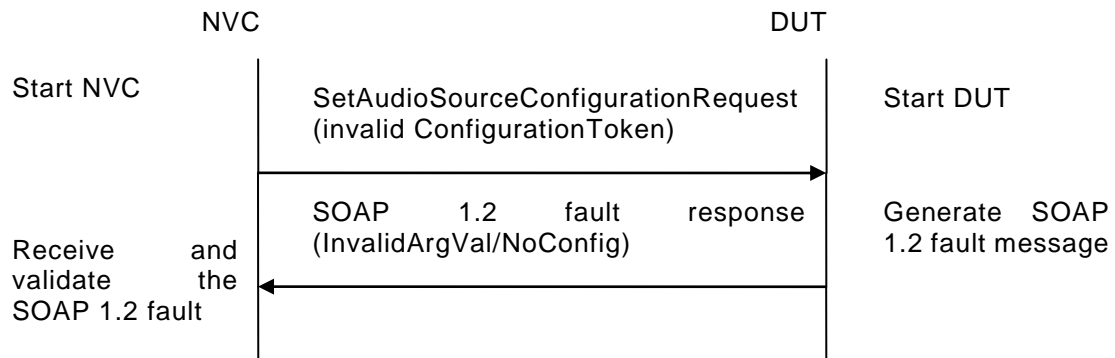 NVC
DUT
Start NVC
SetAudioSourceConfigurationRequest
(invalid ConfigurationToken)
Start DUT
SOAP 1.2 fault response
(InvalidArgVal/NoConfig)
Generate SOAP
1.2 fault message
Receive and
validate the
SOAP 1.2 fault